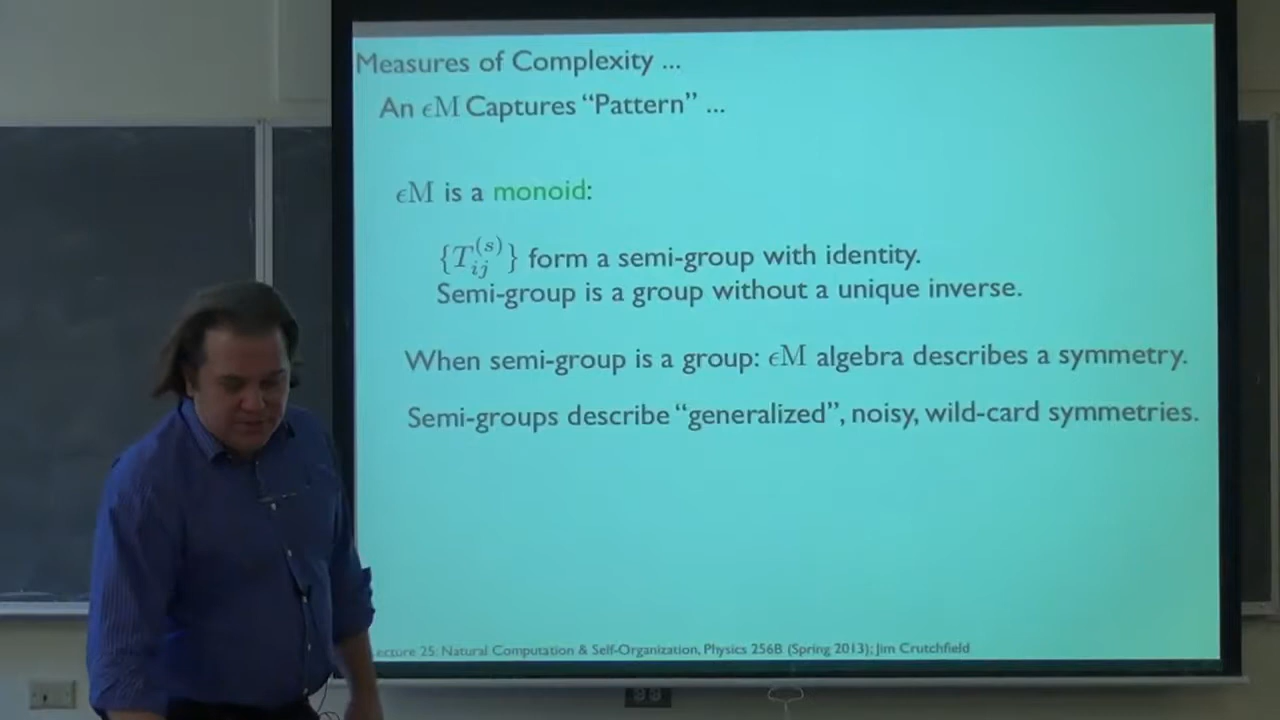 Measures of Complexity ...
An ϵM Captures “Pattern” ...
ϵM is a monoid:
{T_{ij}^{(s)}} form a semi-group with identity.
Semi-group is a group without a unique inverse.
When semi-group is a group: ϵM algebra describes a symmetry.
Semi-groups describe “generalized”, noisy, wild-card symmetries.
ecture 25: Natural Computation & Self-Organization, Physics 256B (Spring 2013); Jim Crutchfield